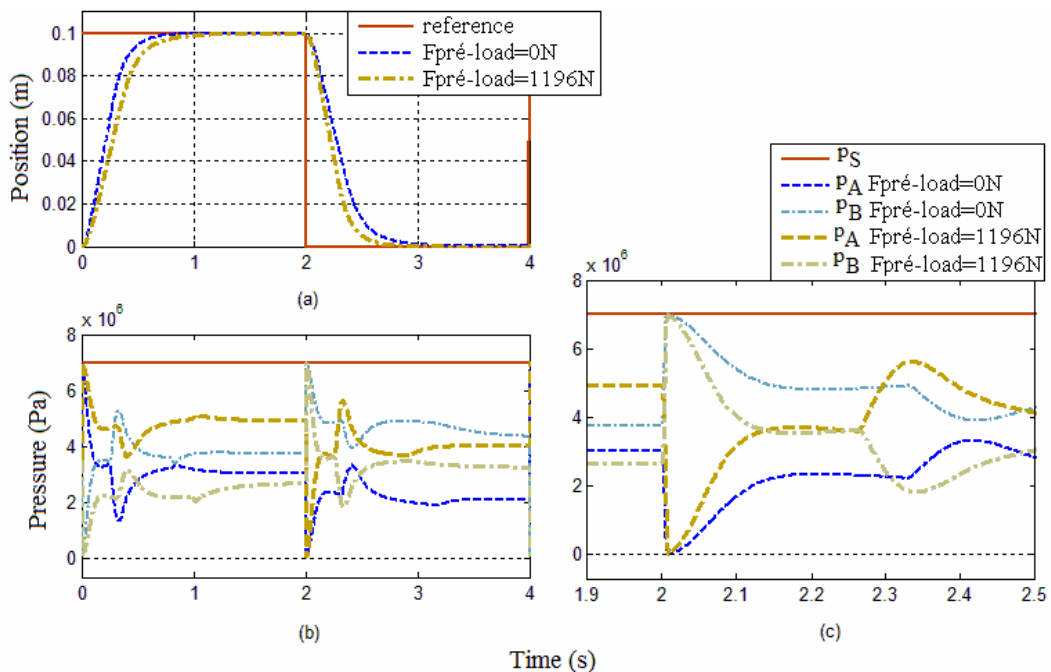 reference
Fpré-load=0N
Fpré-load=1196N
Position (m)
0.1
0.08
0.06
0.04
0.02
0
0 1 2 3 4
(a)
pS
pA Fpré-load=0N
pB Fpré-load=0N
pA Fpré-load=1196N
pB Fpré-load=1196N
x 10^6
Pressure (Pa)
8
6
4
2
0
0 1 2 3 4
(b)
x 10^6
8
6
4
2
0
1.9 2 2.1 2.2 2.3 2.4 2.5
(c)
Time (s)